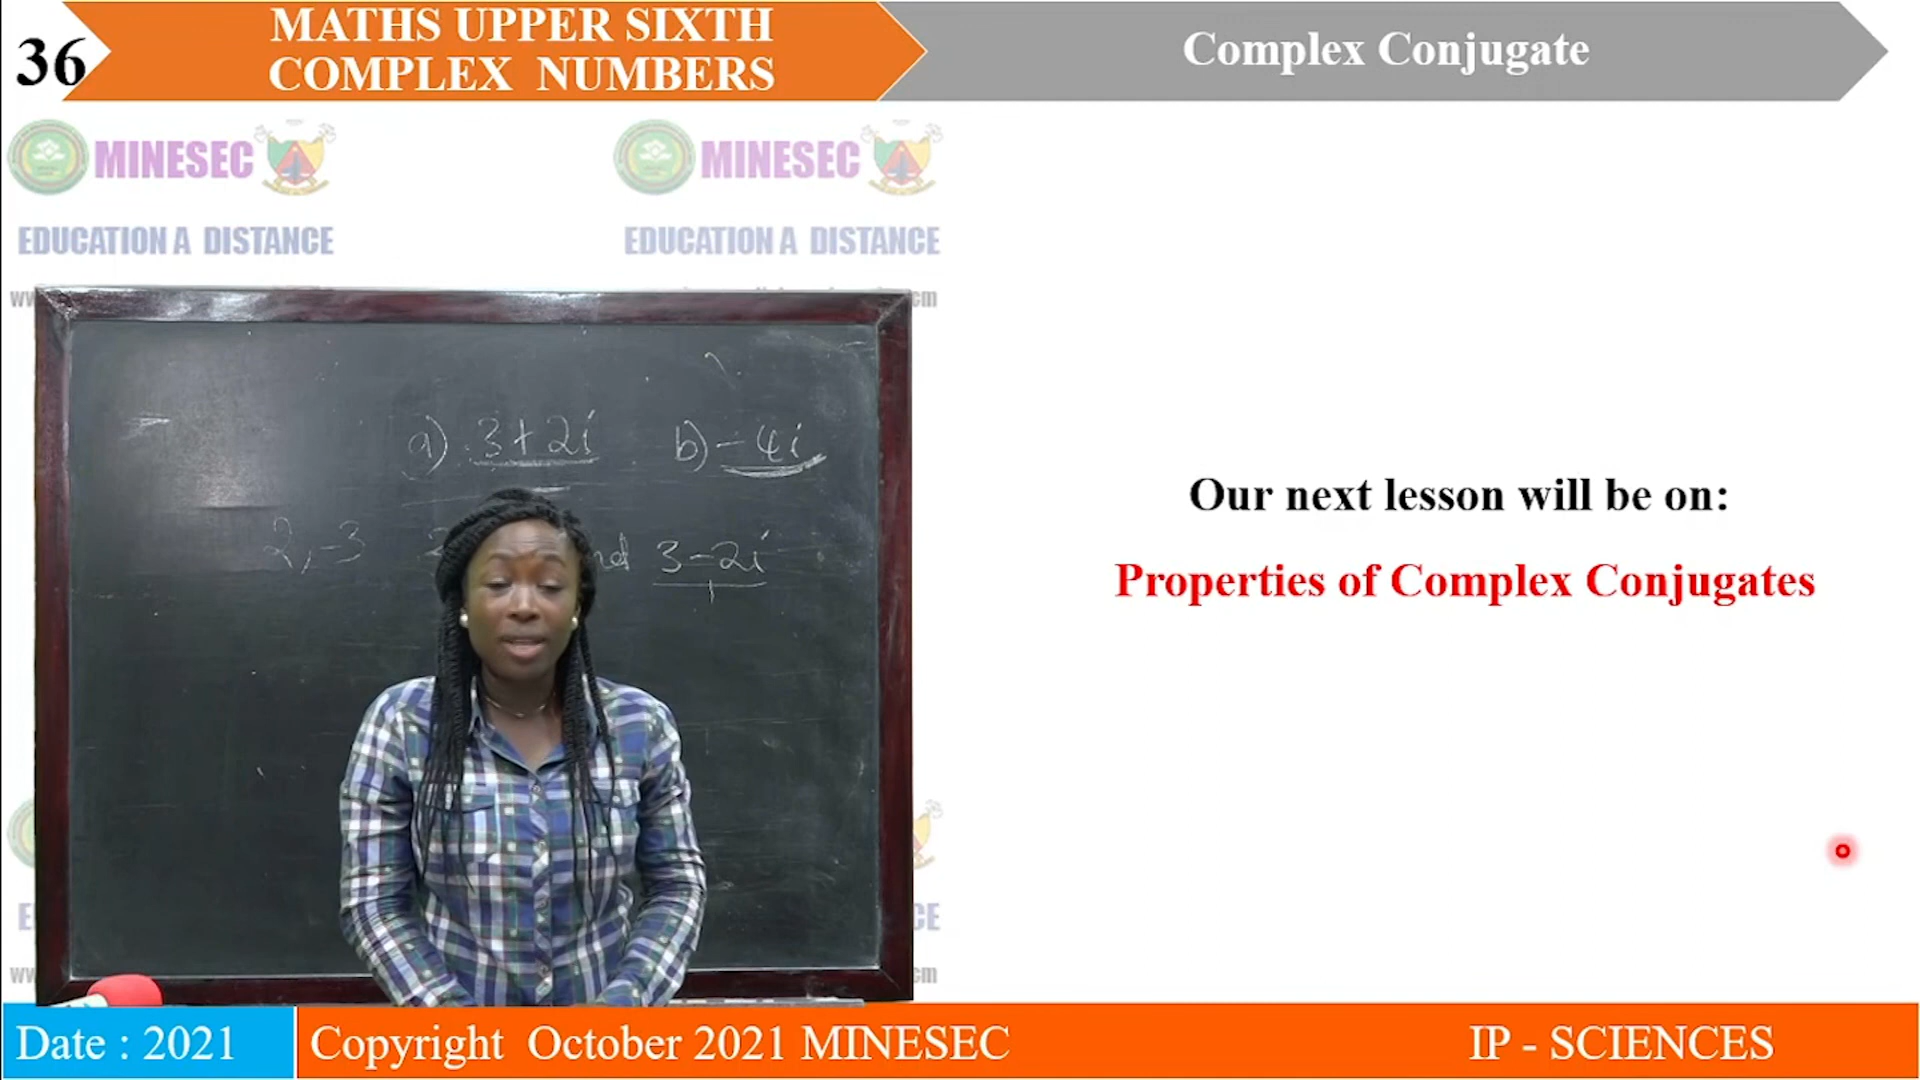 36
MATHS UPPER SIXTH
COMPLEX NUMBERS
Complex Conjugate
MINESEC
MINESEC
EDUCATION A DISTANCE
EDUCATION A DISTANCE
a) 3+2i b) -4i
2, -3
3-2i
Our next lesson will be on:
Properties of Complex Conjugates
Date : 2021
Copyright October 2021 MINESEC
IP - SCIENCES